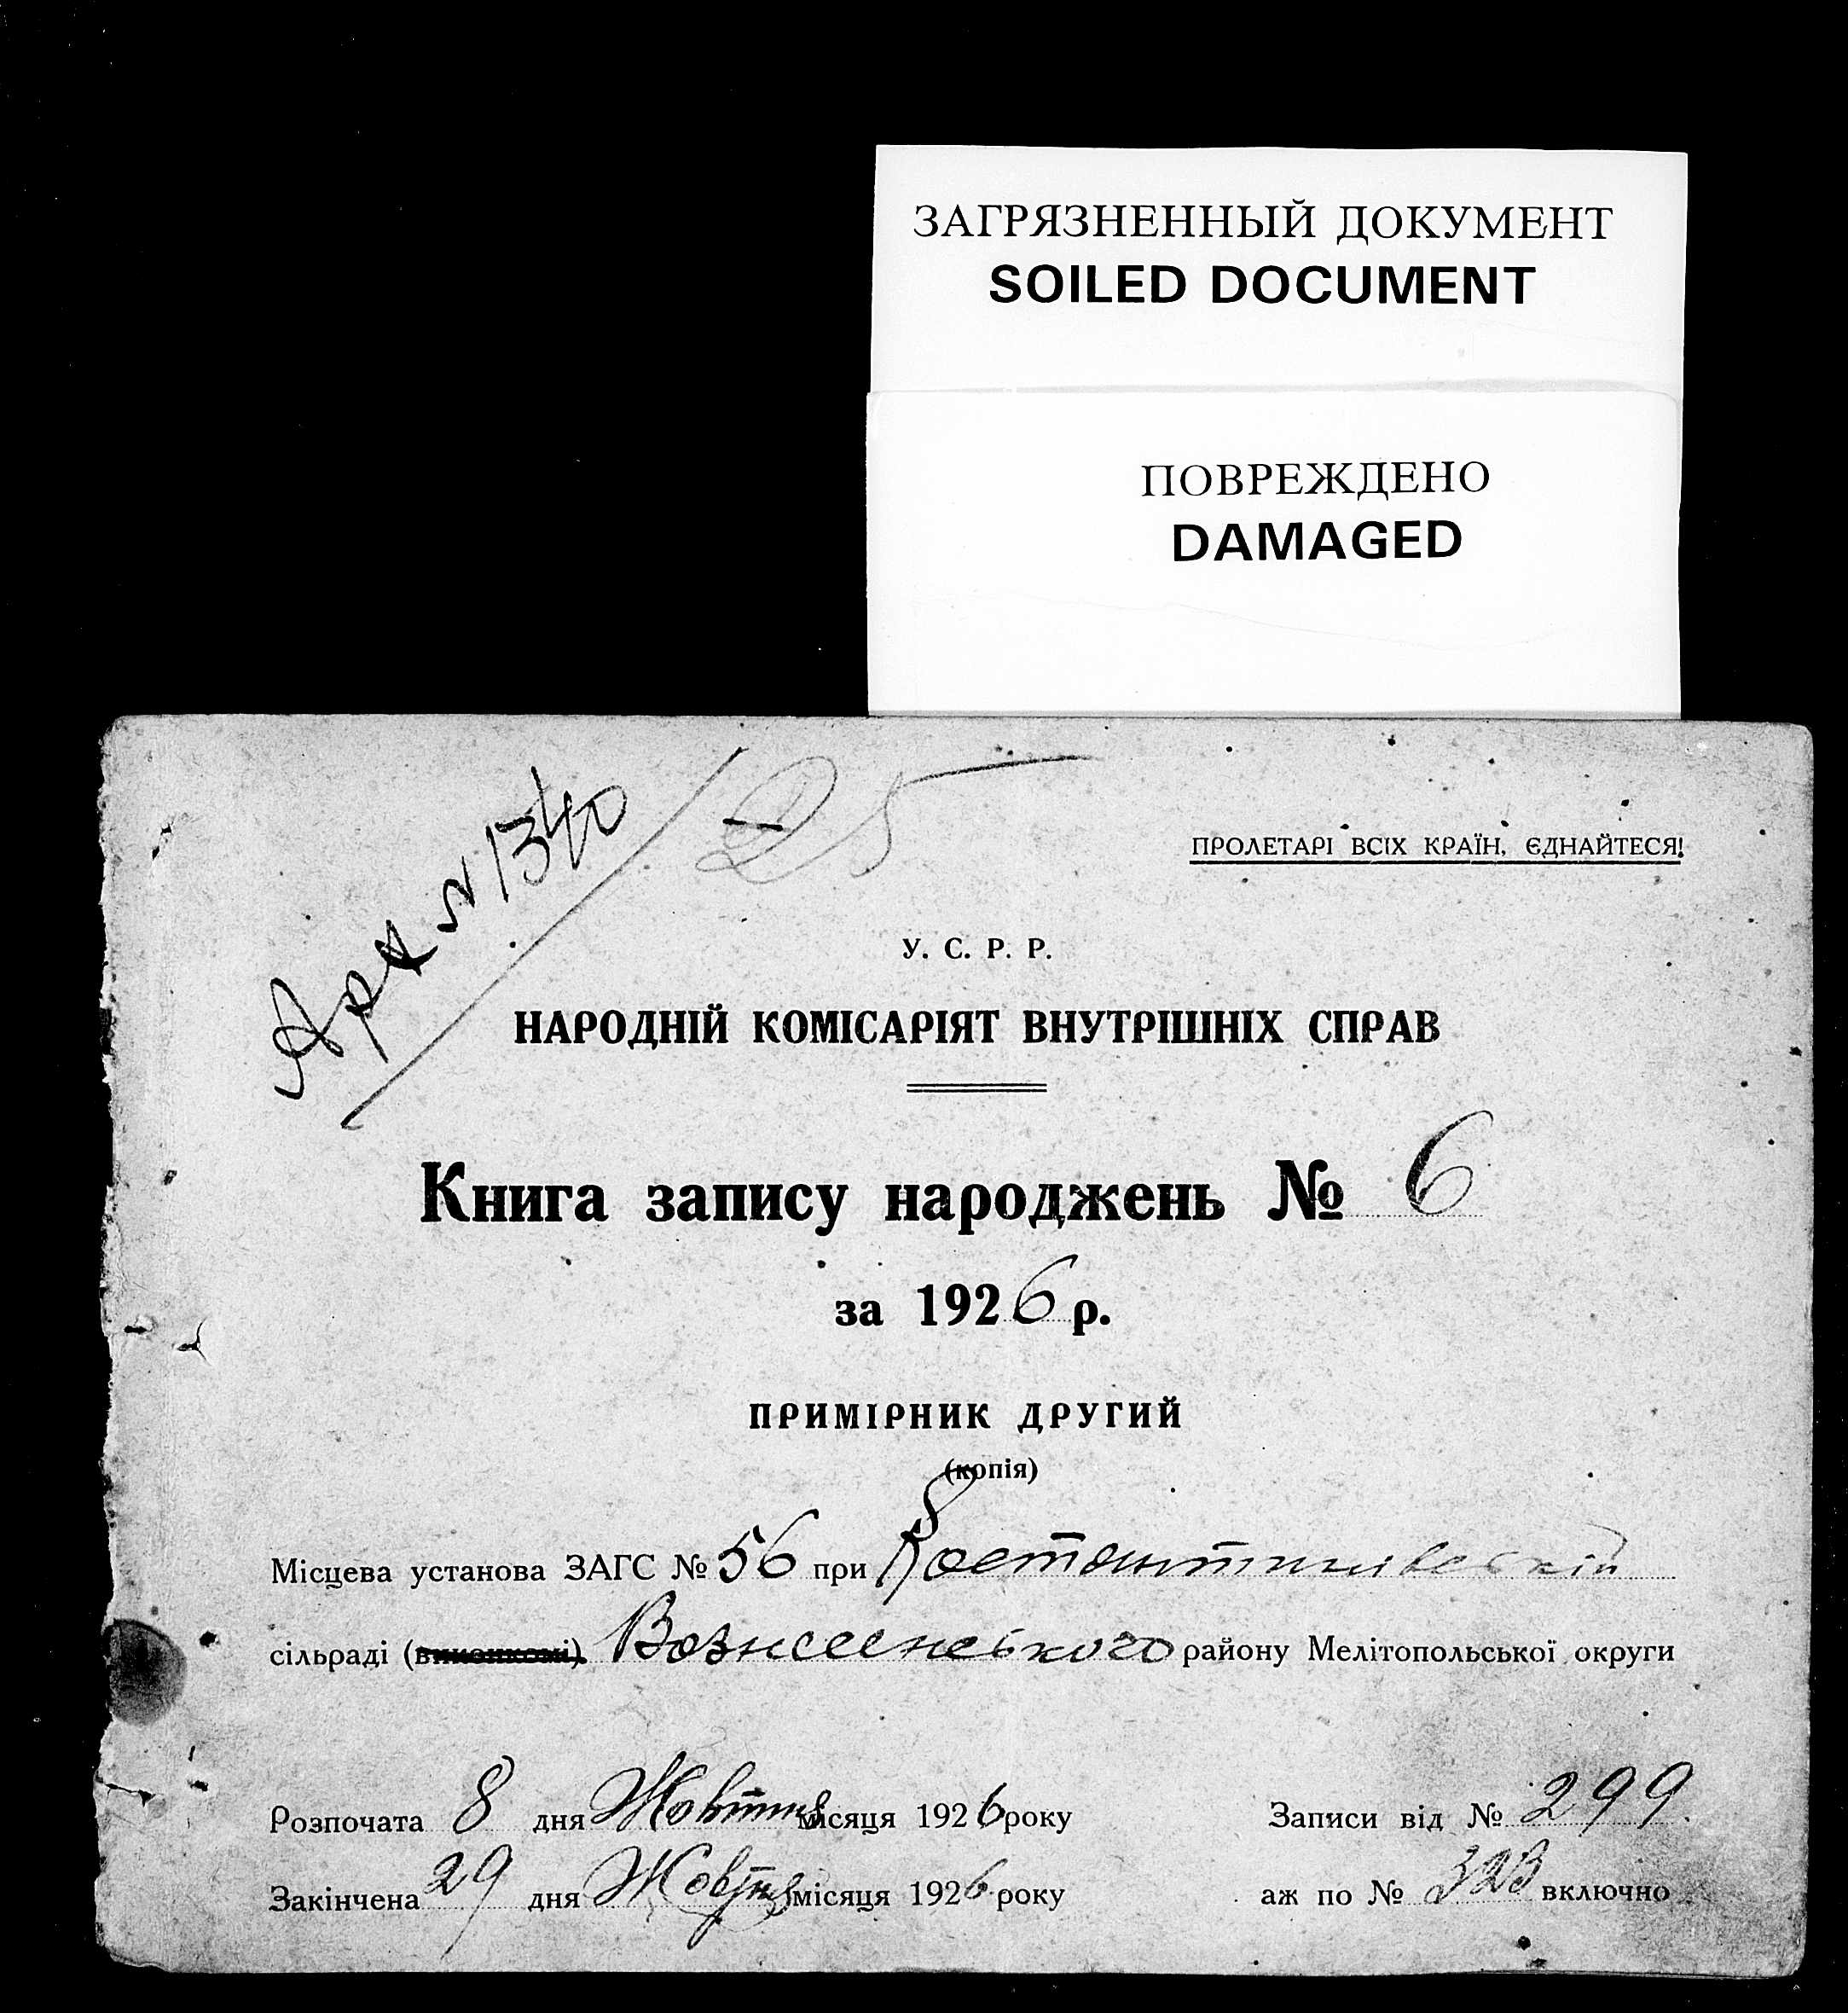 ЗАГРЯЗНЕННЫЙ ДОКУМЕНТ
SOILED DOCUMENT
ПОВРЕЖДЕНО
DAMAGED
Арх № 1340
25
ПРОЛЕТАРІ ВСІХ КРАЇН, ЄДНАЙТЕСЯ!
У. С. Р. Р.
НАРОДНІЙ КОМІСАРІЯТ ВНУТРІШНІХ СПРАВ
Книга запису народжень № 6
за 1926 р.
ПРИМІРНИК ДРУГИЙ
(копія)
Місцева установа ЗАГС № 56 при Костянтинівській
сільраді (виконкомі) Вознесенського району Мелітопольської округи
Розпочата 8 дня Жовтня місяця 1926 року Записи від № 299
Закінчена 29 дня Жовтня місяця 1926 року аж по № 323 включно